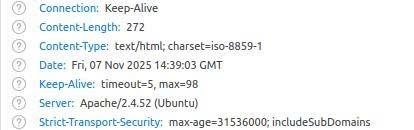 Connection: Keep-Alive
Content-Length: 272
Content-Type: text/html; charset=iso-8859-1
Date: Fri, 07 Nov 2025 14:39:03 GMT
Keep-Alive: timeout=5, max=98
Server: Apache/2.4.52 (Ubuntu)
Strict-Transport-Security: max-age=31536000; includeSubDomains